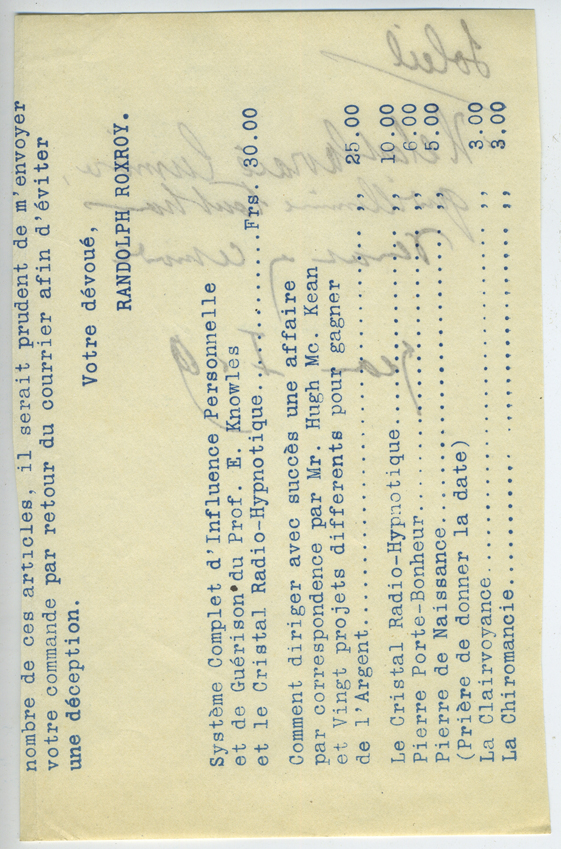 nombre de ces articles, il serait prudent de m'envoyer
votre commande par retour du courrier afin d'éviter
une déception.
Votre dévoué,
RANDOLPH ROXROY.
Système Complet d'Influence Personnelle
et de Guérison du Prof. E. Knowles
et le Cristal Radio-Hypnotique..............Frs. 30.00
Comment diriger avec succès une affaire
par correspondence par Mr. Hugh Mc. Kean
et Vingt projets differents pour gagner
de l'Argent................................. ,, 25.00
Le Cristal Radio-Hypnotique................. ,, 10.00
Pierre Porte-Bonheur........................ ,, 6.00
Pierre de Naissance......................... ,, 5.00
(Prière de donner la date)
La Clairvoyance............................. ,, 3.00
La Chiromancie.............................. ,, 3.00
Soleil